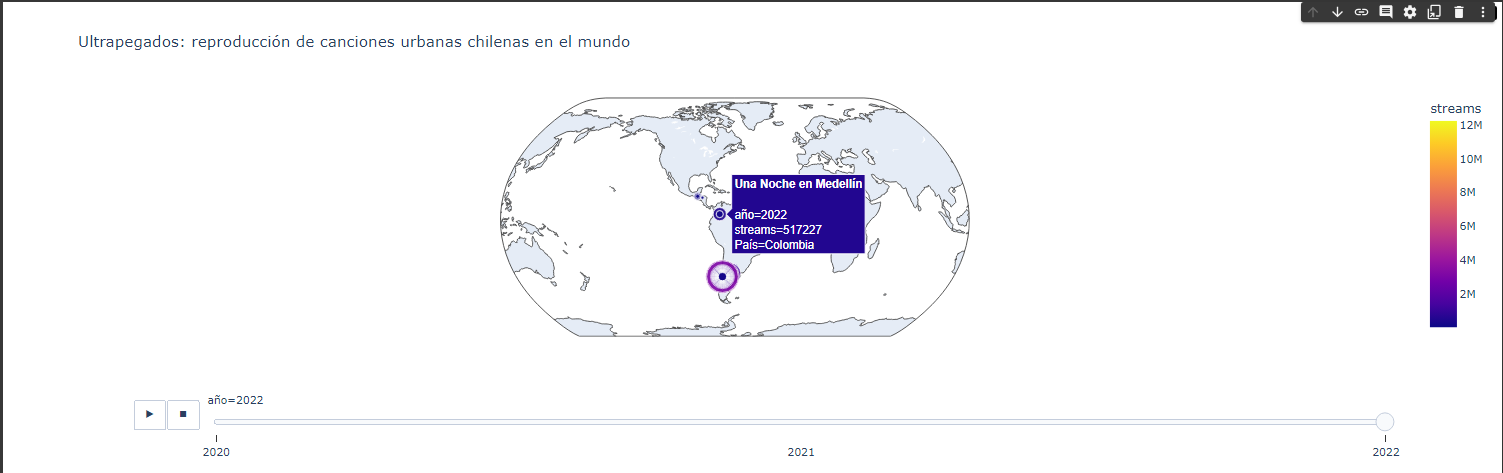 Ultrapegados: reproducción de canciones urbanas chilenas en el mundo
streams
12M
10M
8M
6M
4M
2M
Una Noche en Medellín
año=2022
streams=517227
País=Colombia
año=2022
2020
2021
2022